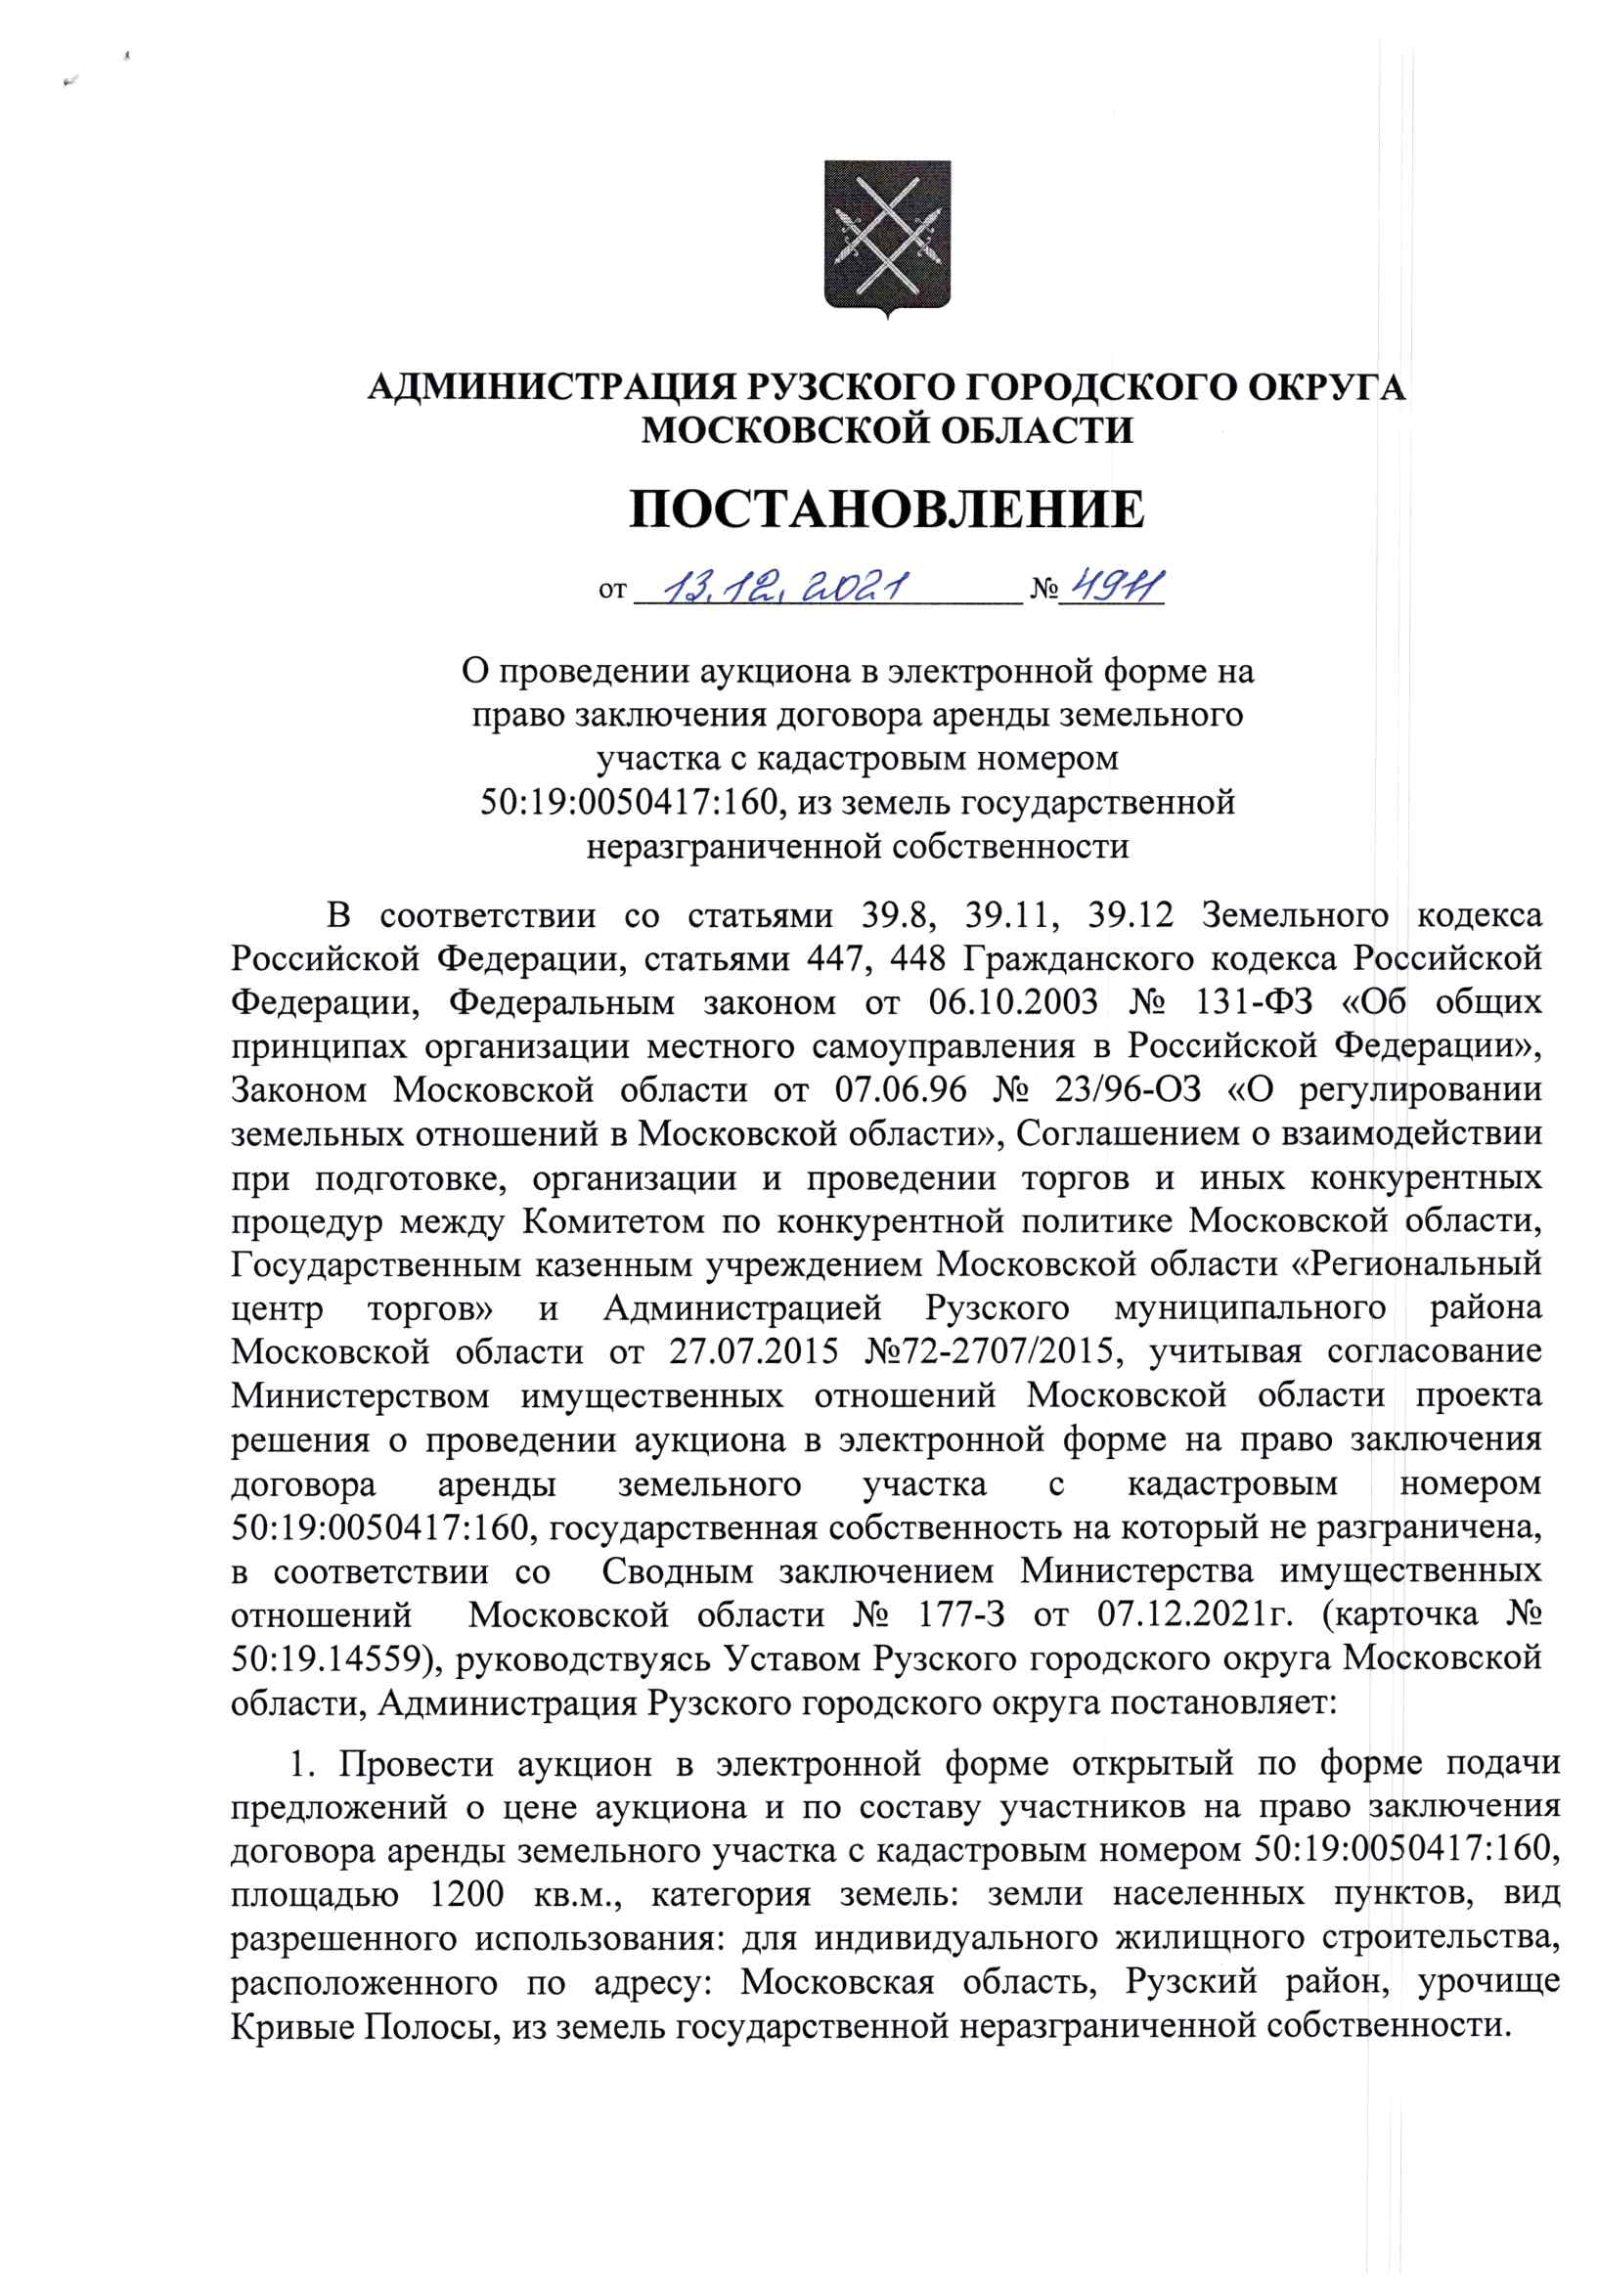 АДМИНИСТРАЦИЯ РУЗСКОГО ГОРОДСКОГО ОКРУГА
МОСКОВСКОЙ ОБЛАСТИ
ПОСТАНОВЛЕНИЕ
от 13.12.2021 № 4911
О проведении аукциона в электронной форме на
право заключения договора аренды земельного
участка с кадастровым номером
50:19:0050417:160, из земель государственной
неразграниченной собственности
В соответствии со статьями 39.8, 39.11, 39.12 Земельного кодекса
Российской Федерации, статьями 447, 448 Гражданского кодекса Российской
Федерации, Федеральным законом от 06.10.2003 № 131-ФЗ «Об общих
принципах организации местного самоуправления в Российской Федерации»,
Законом Московской области от 07.06.96 № 23/96-ОЗ «О регулировании
земельных отношений в Московской области», Соглашением о взаимодействии
при подготовке, организации и проведении торгов и иных конкурентных
процедур между Комитетом по конкурентной политике Московской области,
Государственным казенным учреждением Московской области «Региональный
центр торгов» и Администрацией Рузского муниципального района
Московской области от 27.07.2015 №72-2707/2015, учитывая согласование
Министерством имущественных отношений Московской области проекта
решения о проведении аукциона в электронной форме на право заключения
договора аренды земельного участка с кадастровым номером
50:19:0050417:160, государственная собственность на который не разграничена,
в соответствии со Сводным заключением Министерства имущественных
отношений Московской области № 177-З от 07.12.2021г. (карточка №
50:19.14559), руководствуясь Уставом Рузского городского округа Московской
области, Администрация Рузского городского округа постановляет:
1. Провести аукцион в электронной форме открытый по форме подачи
предложений о цене аукциона и по составу участников на право заключения
договора аренды земельного участка с кадастровым номером 50:19:0050417:160,
площадью 1200 кв.м., категория земель: земли населенных пунктов, вид
разрешенного использования: для индивидуального жилищного строительства,
расположенного по адресу: Московская область, Рузский район, урочище
Кривые Полосы, из земель государственной неразграниченной собственности.